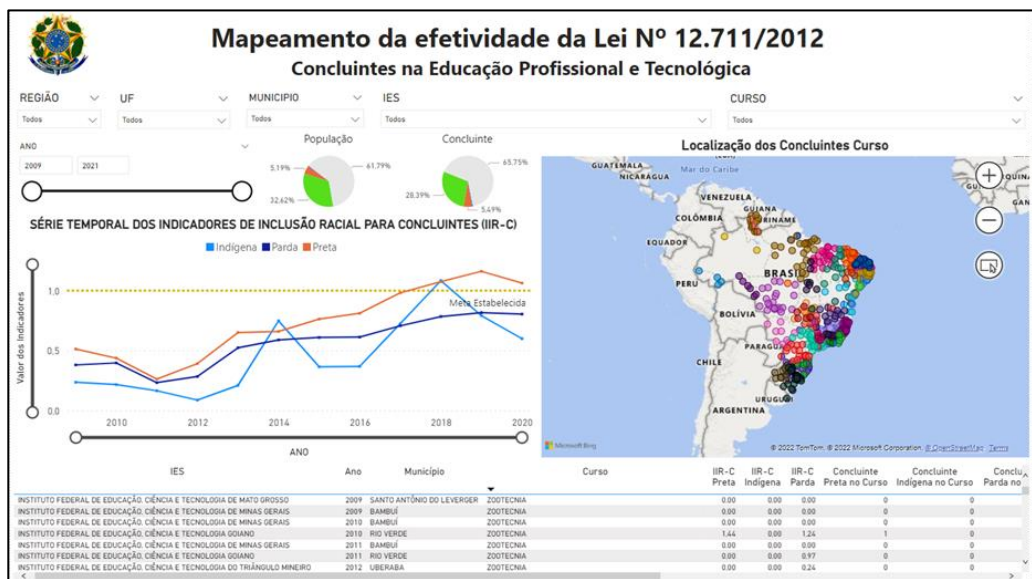 Mapeamento da efetividade da Lei Nº 12.711/2012
Concluintes na Educação Profissional e Tecnológica
REGIÃO UF MUNICIPIO IES CURSO
Todos Todos Todos Todos Todos
ANO
2009 2021
População
5.19% 61.79%
32.62%
Concluinte
65.75%
28.39% 5.49%
SÉRIE TEMPORAL DOS INDICADORES DE INCLUSÃO RACIAL PARA CONCLUINTES (IIR-C)
Indígena Parda Preta
Valor dos Indicadores
1,0
Meta Estabelecida
0,5
0,0
2010 2012 2014 2016 2018 2020
ANO
Localização dos Concluintes Curso
GUATEMALA
Mar do Caribe
NICARAGUA
VENEZUELA
GUIANA
SURINAME
COLÔMBIA
EQUADOR
BRASIL
PERU
BOLÍVIA
PARAGUA
CHILE
URUGU
ARGENTINA
GUI
GAN
Microsoft Bing
© 2022 TomTom, © 2022 Microsoft Corporation, © OpenStreetMap Terms
IES Ano Município Curso IIR-C Preta IIR-C Indígena IIR-C Parda Concluinte Preta no Curso Concluinte Indígena no Curso Conclu Parda no
INSTITUTO FEDERAL DE EDUCAÇÃO, CIÊNCIA E TECNOLOGIA DE MATO GROSSO 2009 SANTO ANTÔNIO DO LEVERGER ZOOTECNIA 0.00 0.00 0.00 0 0
INSTITUTO FEDERAL DE EDUCAÇÃO, CIÊNCIA E TECNOLOGIA DE MINAS GERAIS 2009 BAMBUÍ ZOOTECNIA 0.00 0.00 0.00 0 0
INSTITUTO FEDERAL DE EDUCAÇÃO, CIÊNCIA E TECNOLOGIA DE MINAS GERAIS 2010 BAMBUÍ ZOOTECNIA 0.00 0.00 0.00 0 0
INSTITUTO FEDERAL DE EDUCAÇÃO, CIÊNCIA E TECNOLOGIA GOIANO 2010 RIO VERDE ZOOTECNIA 1.44 0.00 1.24 1 0
INSTITUTO FEDERAL DE EDUCAÇÃO, CIÊNCIA E TECNOLOGIA DE MINAS GERAIS 2011 BAMBUÍ ZOOTECNIA 0.00 0.00 0.00 0 0
INSTITUTO FEDERAL DE EDUCAÇÃO, CIÊNCIA E TECNOLOGIA GOIANO 2011 RIO VERDE ZOOTECNIA 0.00 0.00 0.97 0 0
INSTITUTO FEDERAL DE EDUCAÇÃO, CIÊNCIA E TECNOLOGIA DO TRIÂNGULO MINEIRO 2012 UBERABA ZOOTECNIA 0.00 0.00 0.24 0 0